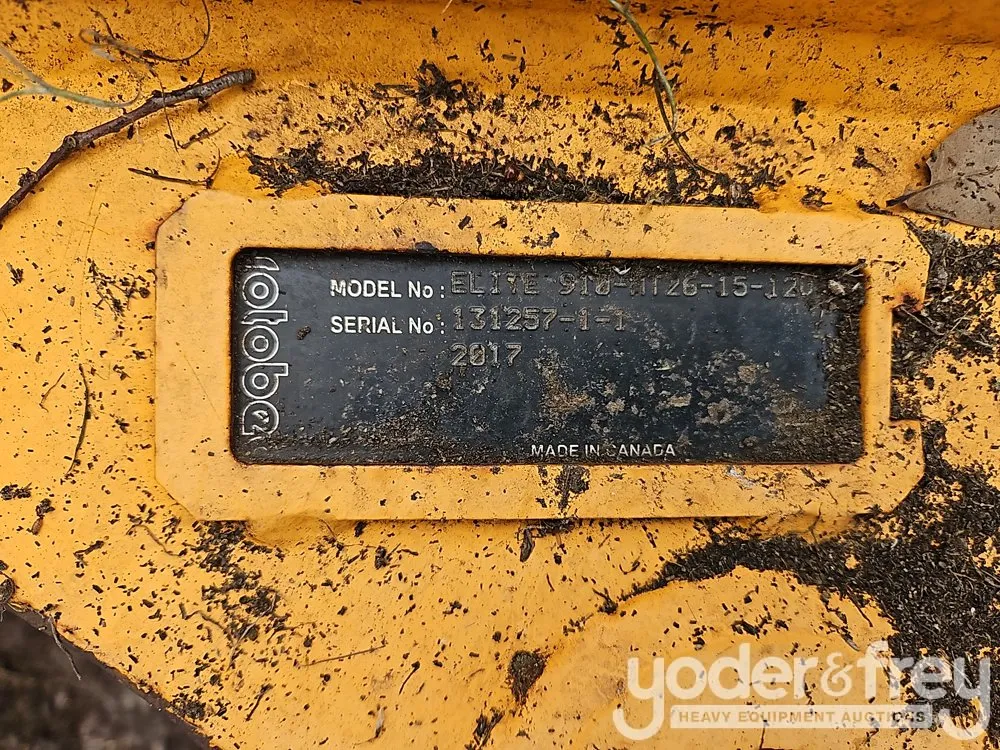 rotobec
MODEL No : ELITE 910-HT26-15-120
SERIAL No : 131257-1-1
2017
MADE IN CANADA
yoder&frey
HEAVY EQUIPMENT AUCTIONS